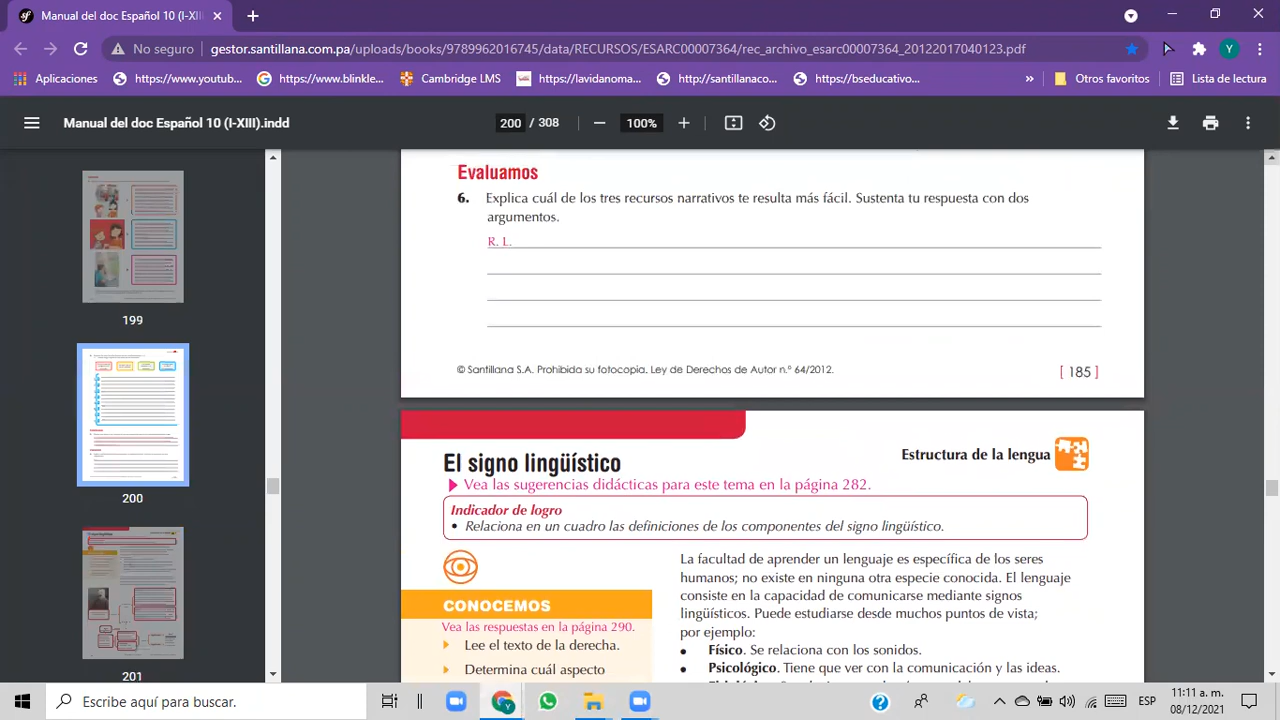 Manual del doc Español 10 (I-XIII)
No seguro
gestor.santillana.com.pa/uploads/books/9789962016745/data/RECURSOS/ESARC00007364/rec_archivo_esarc00007364_20122017040123.pdf
Y
Aplicaciones
https://www.youtub...
https://www.blinkle...
Cambridge LMS
https://lavidanoma...
http://santillanaco...
https://bseducativo...
»
Otros favoritos
Lista de lectura
Manual del doc Español 10 (I-XIII).indd
200 / 308
100%
199
200
201
Evaluamos
6. Explica cuál de los tres recursos narrativos te resulta más fácil. Sustenta tu respuesta con dos
argumentos.
R. L.
© Santillana S.A. Prohibida su fotocopia. Ley de Derechos de Autor n.° 64/2012.
[ 185 ]
El signo lingüístico
Estructura de la lengua
Vea las sugerencias didácticas para este tema en la página 282.
Indicador de logro
• Relaciona en un cuadro las definiciones de los componentes del signo lingüístico.
CONOCEMOS
Vea las respuestas en la página 290.
Lee el texto de la derecha.
Determina cuál aspecto
La facultad de aprender un lenguaje es específica de los seres
humanos; no existe en ninguna otra especie conocida. El lenguaje
consiste en la capacidad de comunicarse mediante signos
lingüísticos. Puede estudiarse desde muchos puntos de vista;
por ejemplo:
• Físico. Se relaciona con los sonidos.
• Psicológico. Tiene que ver con la comunicación y las ideas.
Escribe aquí para buscar.
ESP
11:11 a. m.
08/12/2021